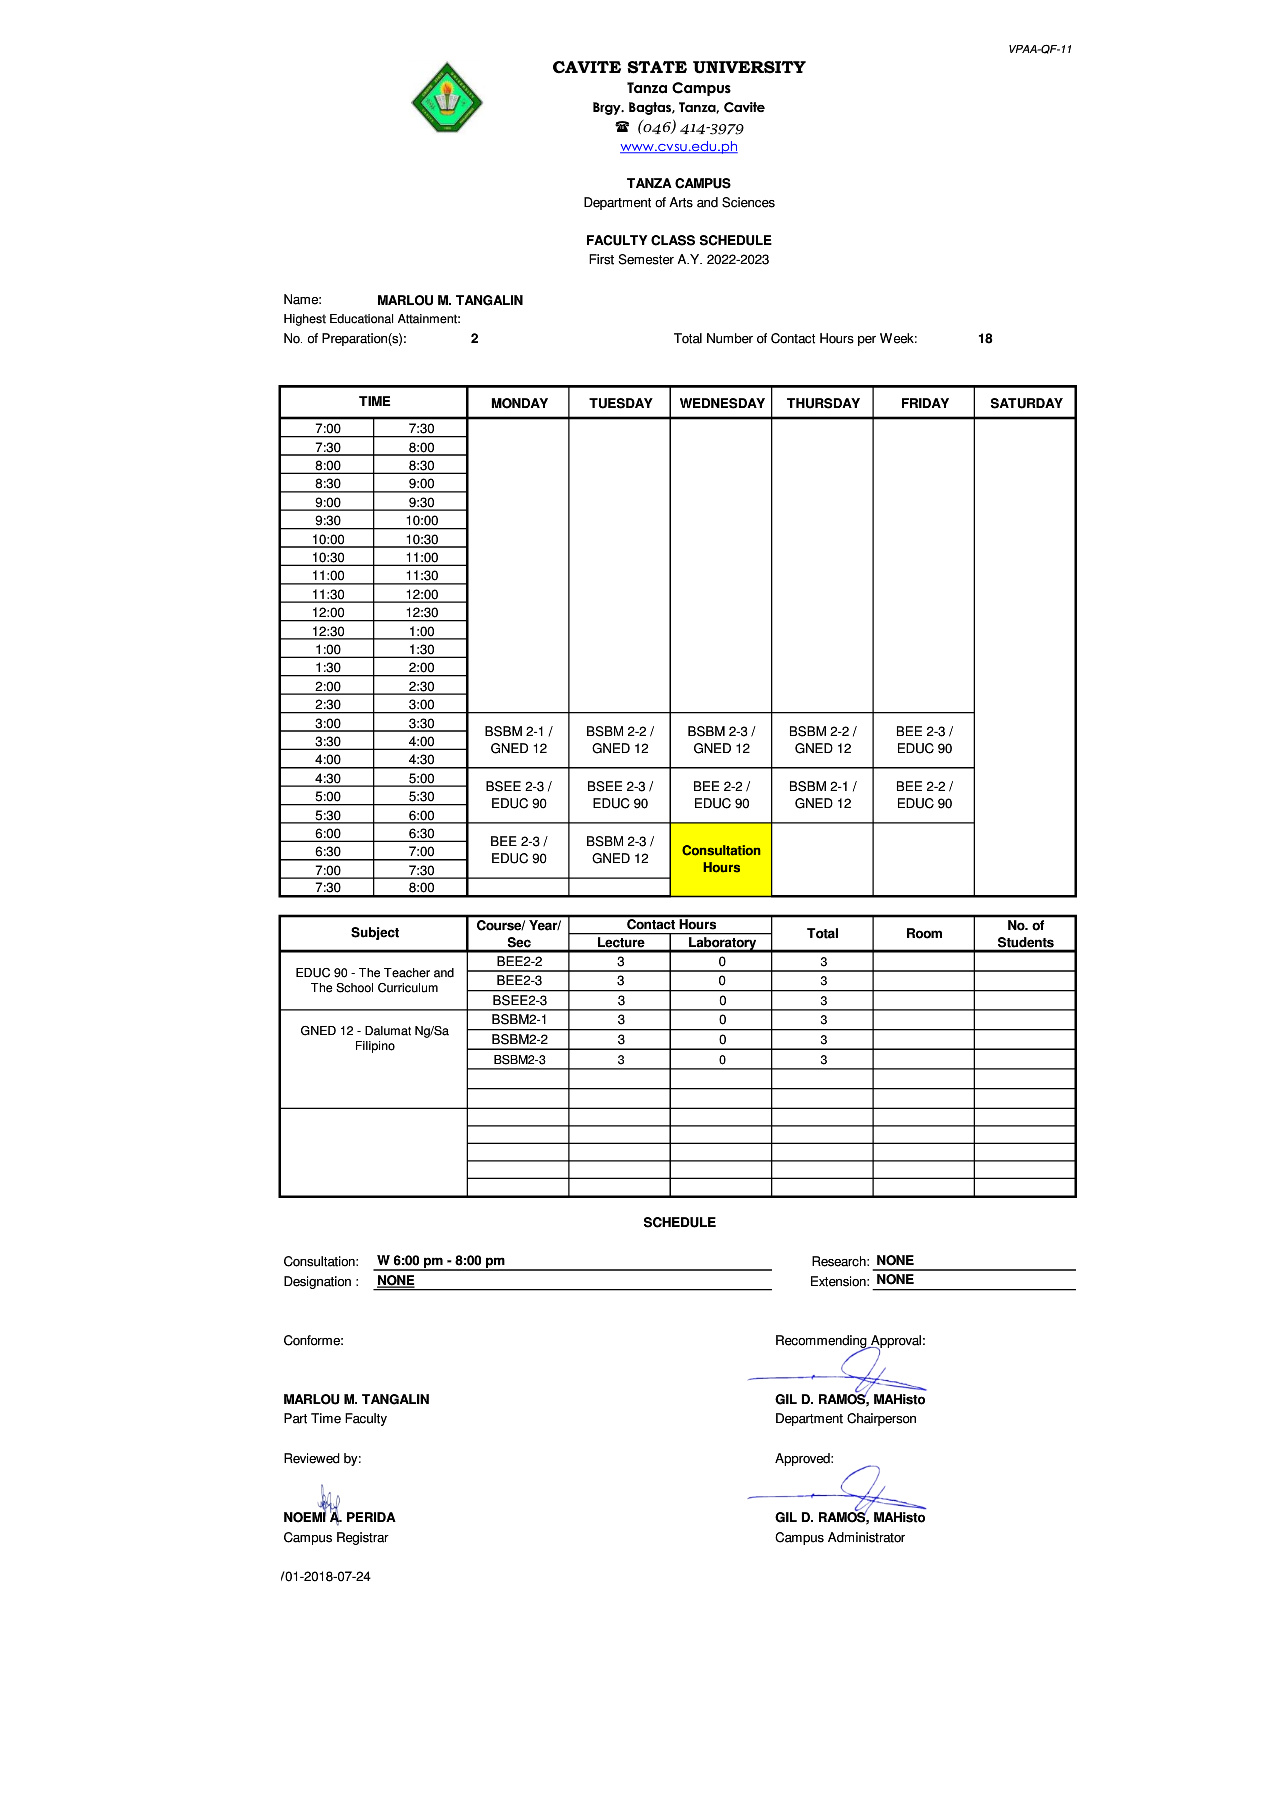 VPAA-QF-11
CAVITE STATE UNIVERSITY
Tanza Campus
Brgy. Bagtas, Tanza, Cavite
☎ (046) 414-3979
www.cvsu.edu.ph
TANZA CAMPUS
Department of Arts and Sciences
FACULTY CLASS SCHEDULE
First Semester A.Y. 2022-2023
Name: MARLOU M. TANGALIN
Highest Educational Attainment:
No. of Preparation(s): 2 Total Number of Contact Hours per Week: 18
TIME MONDAY TUESDAY WEDNESDAY THURSDAY FRIDAY SATURDAY
7:00 7:30
7:30 8:00
8:00 8:30
8:30 9:00
9:00 9:30
9:30 10:00
10:00 10:30
10:30 11:00
11:00 11:30
11:30 12:00
12:00 12:30
12:30 1:00
1:00 1:30
1:30 2:00
2:00 2:30
2:30 3:00
3:00 3:30
3:30 4:00
4:00 4:30
BSBM 2-1 / BSBM 2-2 / BSBM 2-3 / BSBM 2-2 / BEE 2-3 /
GNED 12 GNED 12 GNED 12 GNED 12 EDUC 90
4:30 5:00
5:00 5:30
5:30 6:00
BSEE 2-3 / BSEE 2-3 / BEE 2-2 / BSBM 2-1 / BEE 2-2 /
EDUC 90 EDUC 90 EDUC 90 GNED 12 EDUC 90
6:00 6:30
6:30 7:00
7:00 7:30
7:30 8:00
BEE 2-3 / BSBM 2-3 / Consultation
EDUC 90 GNED 12 Hours
Subject Course/ Year/ Contact Hours Total Room No. of
Sec Lecture Laboratory Students
EDUC 90 - The Teacher and
The School Curriculum
BEE2-2 3 0 3
BEE2-3 3 0 3
BSEE2-3 3 0 3
GNED 12 - Dalumat Ng/Sa
Filipino
BSBM2-1 3 0 3
BSBM2-2 3 0 3
BSBM2-3 3 0 3
SCHEDULE
Consultation: W 6:00 pm - 8:00 pm Research: NONE
Designation : NONE Extension: NONE
Conforme: Recommending Approval:
MARLOU M. TANGALIN GIL D. RAMOS, MAHisto
Part Time Faculty Department Chairperson
Reviewed by: Approved:
NOEMI A. PERIDA GIL D. RAMOS, MAHisto
Campus Registrar Campus Administrator
/01-2018-07-24